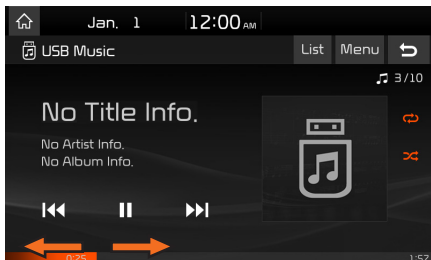 Jan. 1 12:00 AM
USB Music List Menu
3/10
No Title Info.
No Artist Info.
No Album Info.
0:25 1:57